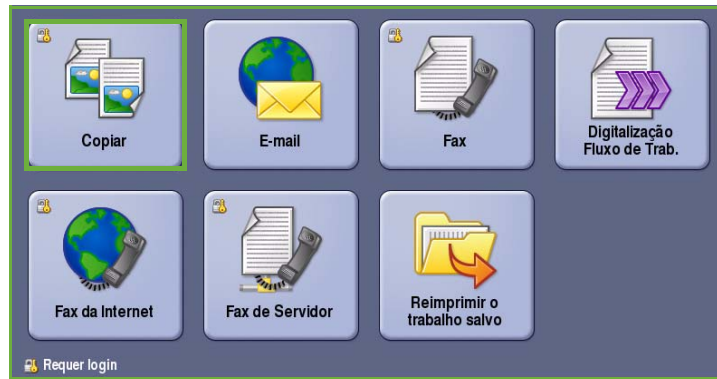 Copiar
E-mail
Fax
Digitalização
Fluxo de Trab.
Fax da Internet
Fax de Servidor
Reimprimir o
trabalho salvo
Requer login